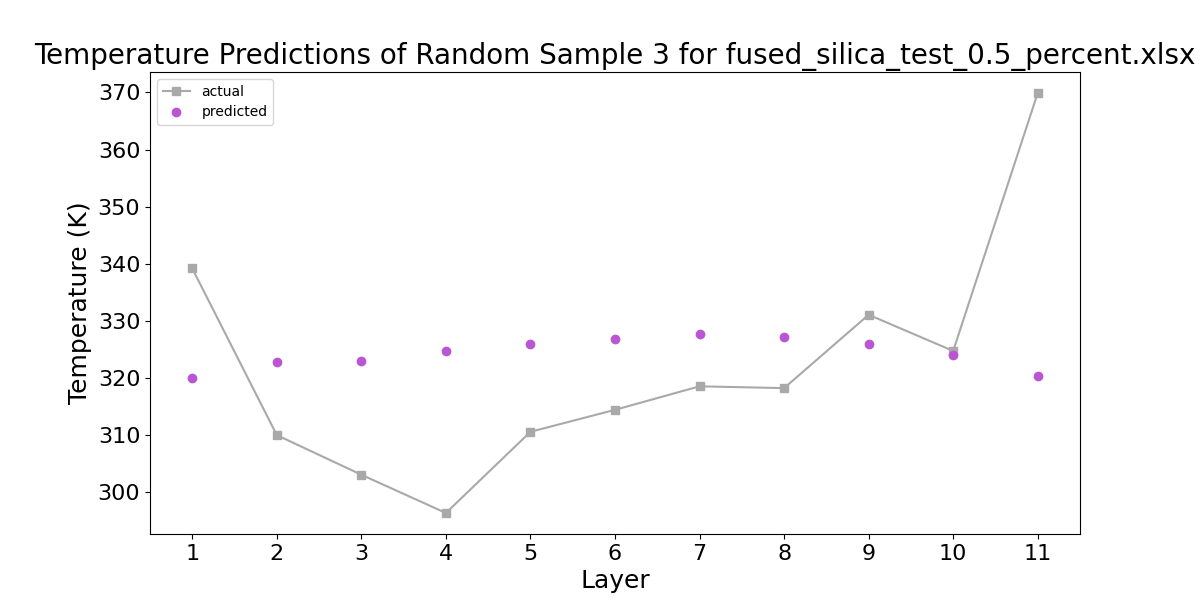 Temperature Predictions of Random Sample 3 for fused_silica_test_0.5_percent.xlsx
actual
predicted
370
360
350
340
330
320
310
300
Temperature (K)
1 2 3 4 5 6 7 8 9 10 11
Layer